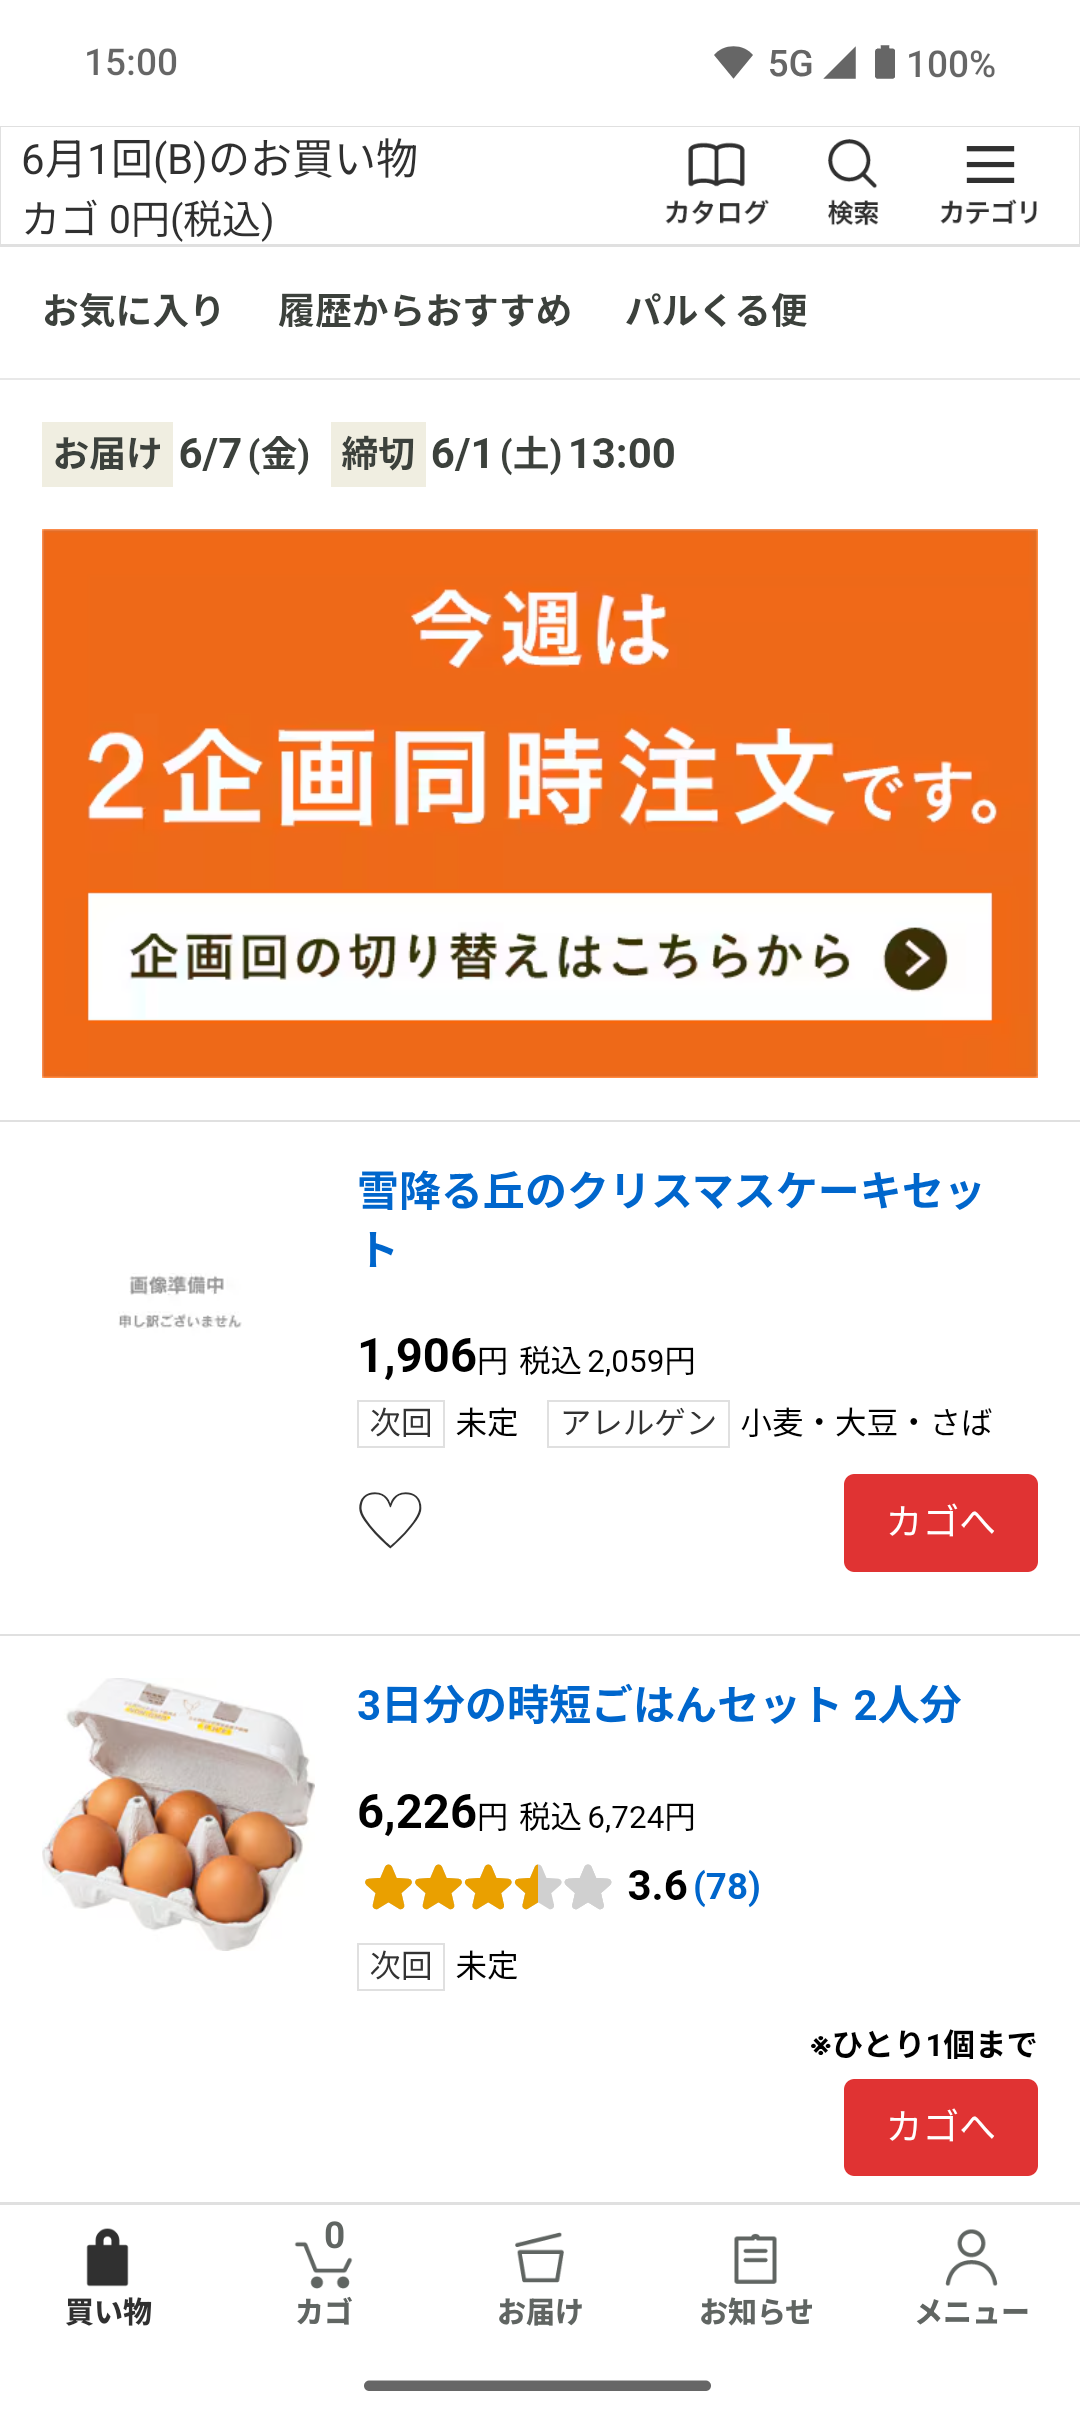 15:00
5G 100%
6月1回(B)のお買い物
カゴ 0円(税込)
カタログ
検索
カテゴリ
お気に入り 履歴からおすすめ パルくる便
お届け 6/7(金) 締切 6/1(土)13:00
今週は
2企画同時注文です。
企画回の切り替えはこちらから
画像準備中
申し訳ございません
雪降る丘のクリスマスケーキセッ
ト
1,906円 税込2,059円
次回 未定 アレルゲン 小麦・大豆・さば
カゴへ
3日分の時短ごはんセット 2人分
6,226円 税込6,724円
3.6(78)
次回 未定
※ひとり1個まで
カゴへ
0
買い物 カゴ お届け お知らせ メニュー